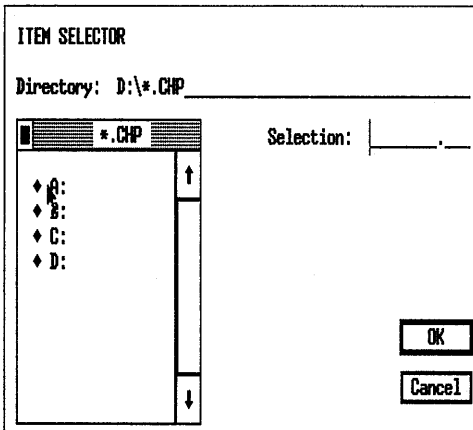 ITEM SELECTOR
Directory: D:\*.CHP
*.CHP
Selection: .
A:
B:
C:
D:
OK
Cancel